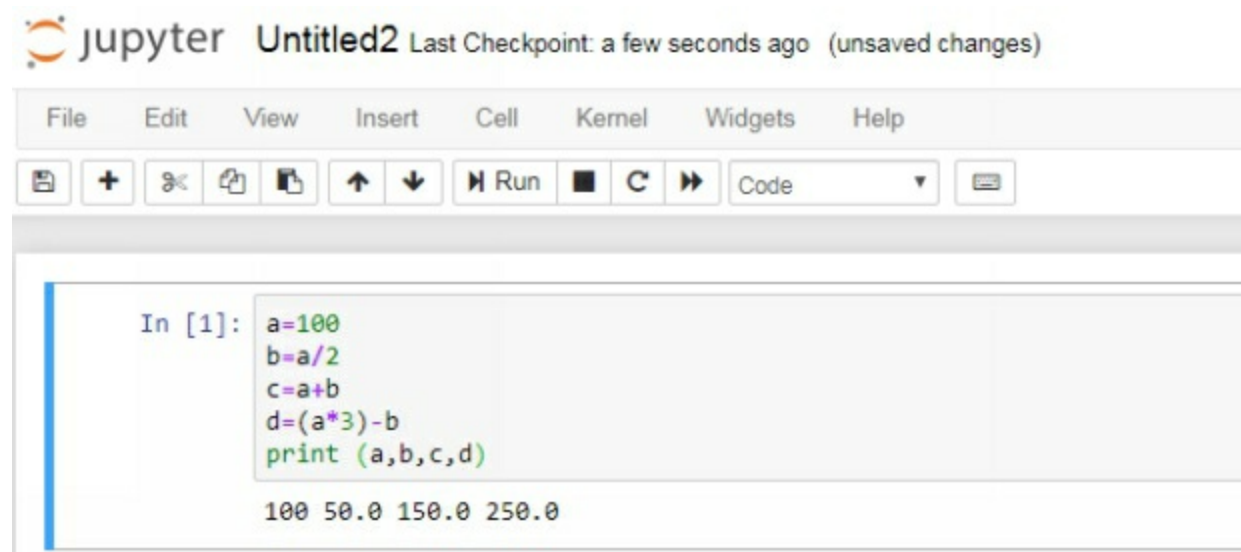 jupyter Untitled2 Last Checkpoint: a few seconds ago (unsaved changes)
File Edit View Insert Cell Kernel Widgets Help
Run Code
In [1]: a=100
b=a/2
c=a+b
d=(a*3)-b
print (a,b,c,d)
100 50.0 150.0 250.0